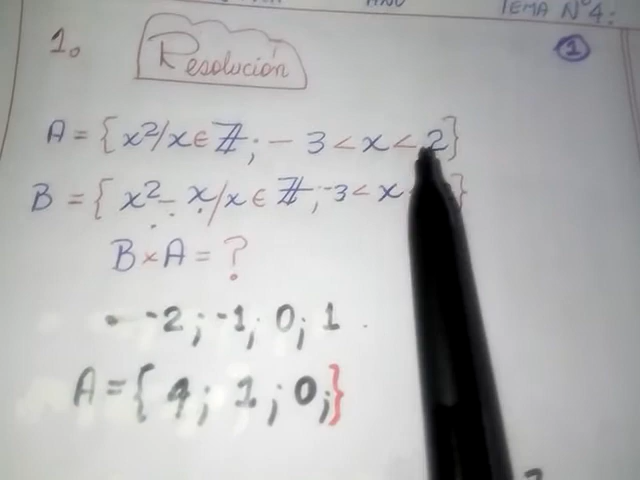 TEMA N°4:
1. Resolución 1
A = { x²/x ∈ ℤ; - 3 < x < 2}
B = { x² - x/x ∈ ℤ; -3 < x }
B × A = ?
• -2; -1; 0; 1.
A = { 4; 1; 0; }